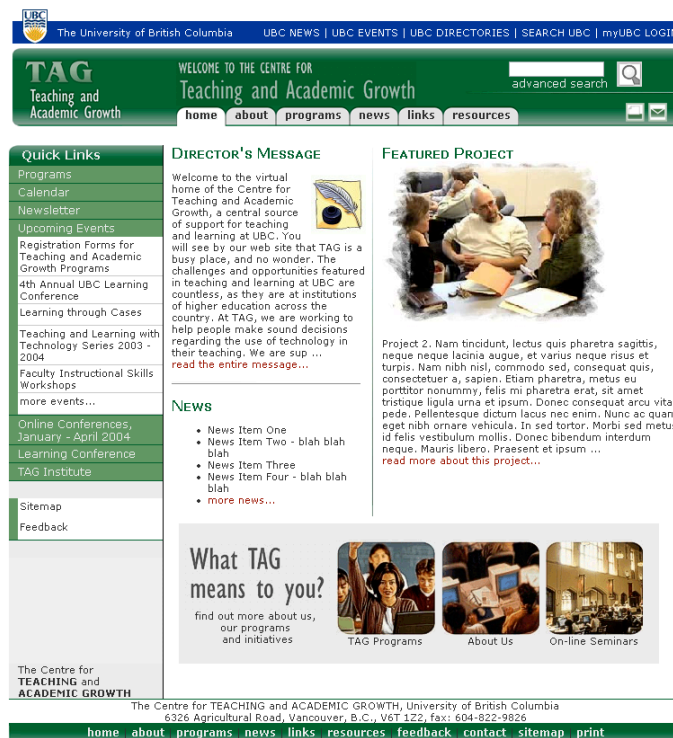 UBC
The University of British Columbia
UBC NEWS | UBC EVENTS | UBC DIRECTORIES | SEARCH UBC | myUBC LOGIN
TAG
Teaching and
Academic Growth
WELCOME TO THE CENTRE FOR
Teaching and Academic Growth
advanced search
home about programs news links resources
Quick Links
Programs
Calendar
Newsletter
Upcoming Events
Registration Forms for
Teaching and Academic
Growth Programs
4th Annual UBC Learning
Conference
Learning through Cases
Teaching and Learning with
Technology Series 2003 -
2004
Faculty Instructional Skills
Workshops
more events...
Online Conferences,
January - April 2004
Learning Conference
TAG Institute
Sitemap
Feedback
The Centre for
TEACHING and
ACADEMIC GROWTH
Director's Message
Welcome to the virtual
home of the Centre for
Teaching and Academic
Growth, a central source
of support for teaching
and learning at UBC. You
will see by our web site that TAG is a
busy place, and no wonder. The
challenges and opportunities featured
in teaching and learning at UBC are
countless, as they are at institutions
of higher education across the
country. At TAG, we are working to
help people make sound decisions
regarding the use of technology in
their teaching. We are sup ...
read the entire message...
News
• News Item One
• News Item Two - blah blah
blah
• News Item Three
• News Item Four - blah blah
blah
• more news...
Featured Project
Project 2. Nam tincidunt, lectus quis pharetra sagittis,
neque neque lacinia augue, et varius neque risus et
turpis. Nam nibh nisl, commodo sed, consequat quis,
consectetuer a, sapien. Etiam pharetra, metus eu
porttitor nonummy, felis mi pharetra erat, sit amet
tristique ligula urna et ipsum. Donec consequat arcu vita
pede. Pellentesque dictum lacus nec enim. Nunc ac quam
eget nibh ornare vehicula. In sed tortor. Morbi sed metus
id felis vestibulum mollis. Donec bibendum interdum
neque. Mauris libero. Praesent et ipsum ...
read more about this project...
What TAG
means to you?
find out more about us,
our programs
and initiatives
TAG Programs
About Us
On-line Seminars
The Centre for TEACHING and ACADEMIC GROWTH, University of British Columbia
6326 Agricultural Road, Vancouver, B.C., V6T 1Z2, fax: 604-822-9826
home | about | programs | news | links | resources | feedback | contact | sitemap | print